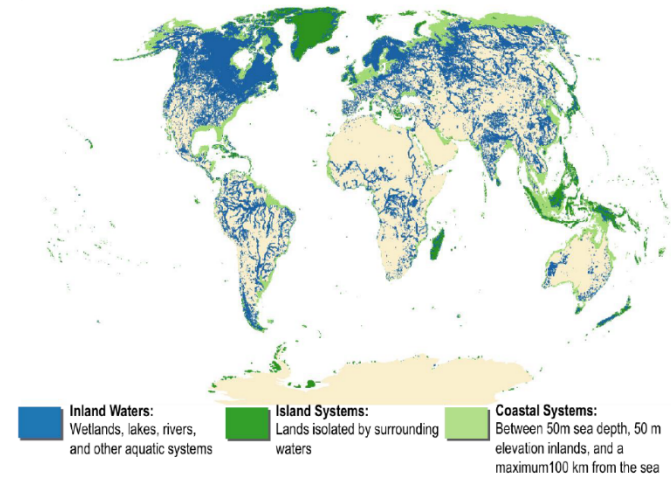 Inland Waters:
Wetlands, lakes, rivers,
and other aquatic systems
Island Systems:
Lands isolated by surrounding
waters
Coastal Systems:
Between 50m sea depth, 50 m
elevation inlands, and a
maximum100 km from the sea